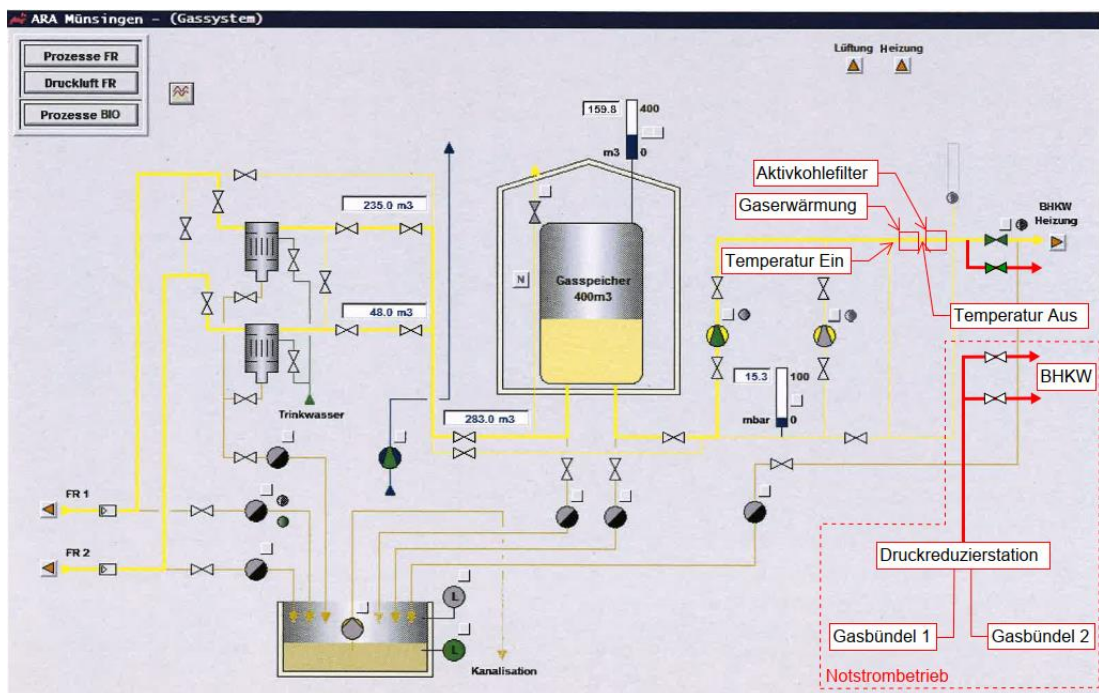 ARA Münsingen - (Gassystem)
Prozesse FR
Druckluft FR
Prozesse BIO
Lüftung
Heizung
159.8
400
m3
0
Aktivkohlefilter
Gaserwärmung
BHKW
Heizung
235.0 m3
Temperatur Ein
N
Gasspeicher
400m3
48.0 m3
Temperatur Aus
15.3
100
mbar
0
BHKW
Trinkwasser
283.0 m3
FR 1
FR 2
Druckreduzierstation
L
L
Gasbündel 1
Gasbündel 2
Kanalisation
Notstrombetrieb